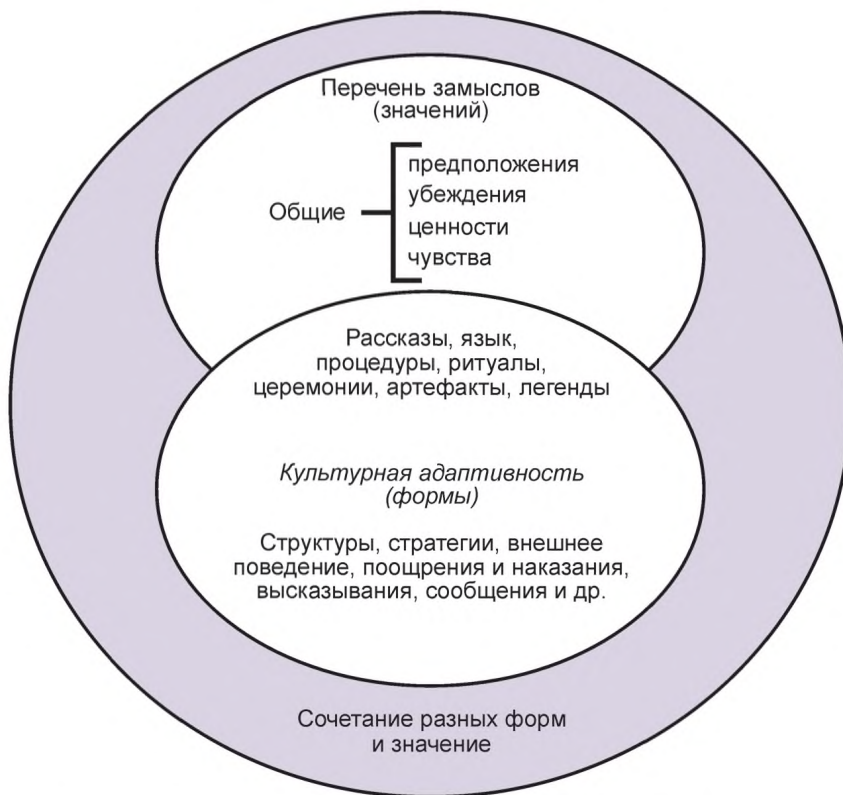 Перечень замыслов
(значений)
предположения
убеждения
Общие
ценности
чувства
Рассказы, язык,
процедуры, ритуалы,
церемонии, артефакты, легенды
Культурная адаптивность
(формы)
Структуры, стратегии, внешнее
поведение, поощрения и наказания,
высказывания, сообщения и др.
Сочетание разных форм
и значение